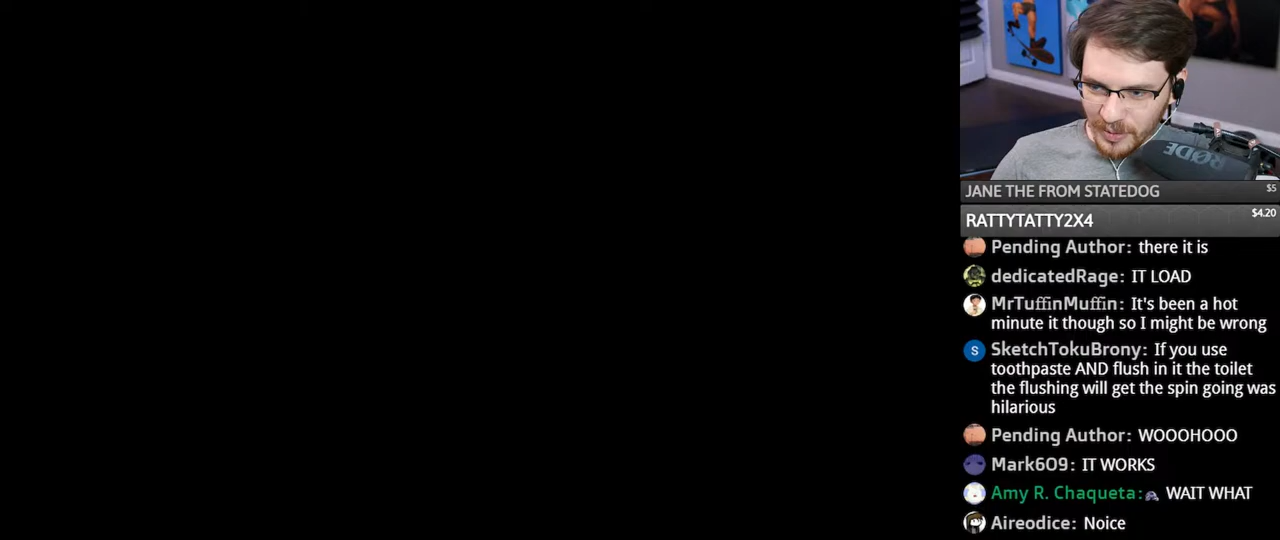 RØDE
JANE THE FROM STATEDOG $5
RATTYTATTY2X4 $4.20
Pending Author: there it is
dedicatedRage: IT LOAD
MrTuffinMuffin: It's been a hot
minute it though so I might be wrong
S SketchTokuBrony: If you use
toothpaste AND flush in it the toilet
the flushing will get the spin going was
hilarious
Pending Author: WOOOHOOO
Mark609: IT WORKS
Amy R. Chaqueta: WAIT WHAT
Aireodice: Noice